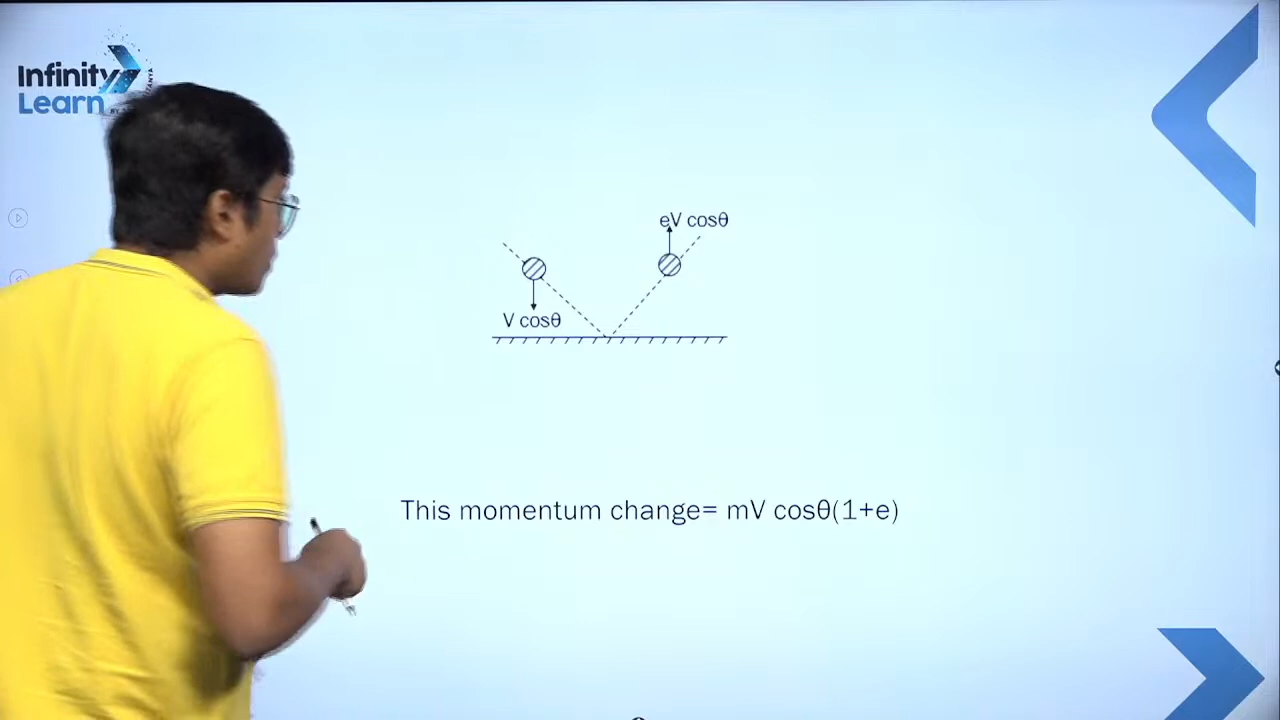 Infinity
Learn
eV cosθ
V cosθ
This momentum change= mV cosθ(1+e)